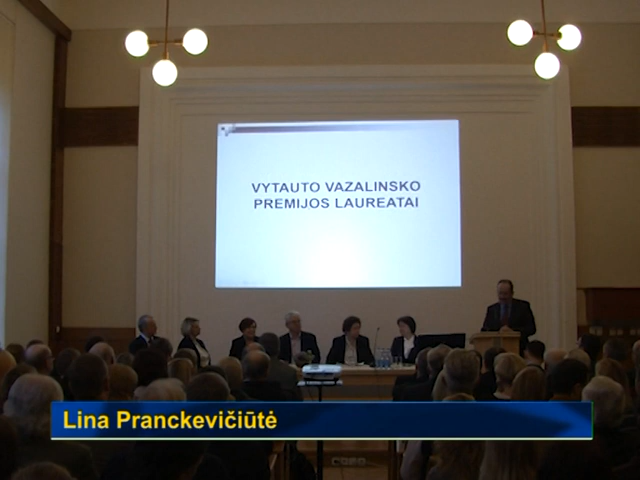 VYTAUTO VAZALINSKO
PREMIJOS LAUREATAI
Lina Pranckevičiūtė